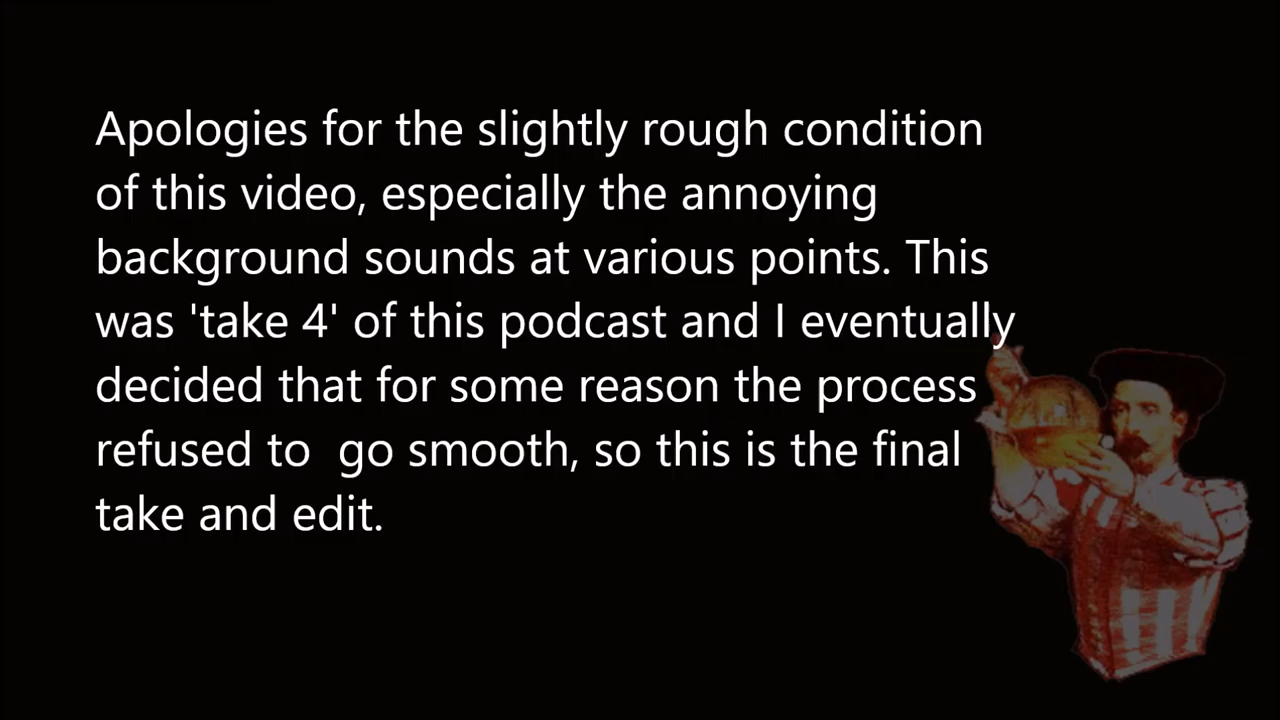 Apologies for the slightly rough condition
of this video, especially the annoying
background sounds at various points. This
was 'take 4' of this podcast and I eventually
decided that for some reason the process
refused to  go smooth, so this is the final
take and edit.